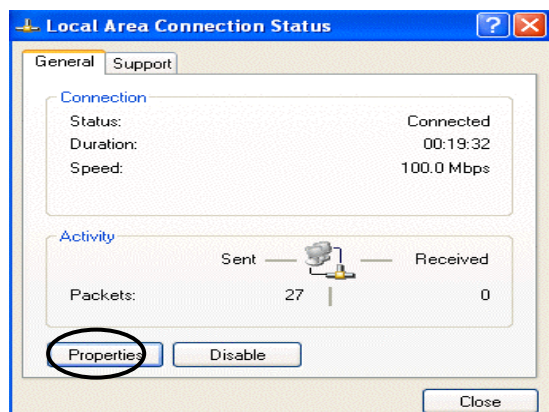 Local Area Connection Status
General Support
Connection
Status: Connected
Duration: 00:19:32
Speed: 100.0 Mbps
Activity
Sent Received
Packets: 27 0
Properties Disable
Close